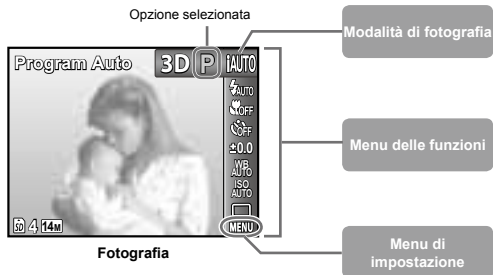 Opzione selezionata
Modalità di fotografia
Program Auto
3D P iAUTO
AUTO
OFF
OFF
±0.0
WB
AUTO
ISO
AUTO
Menu delle funzioni
SD 4 14M
MENU
Fotografia
Menu di
impostazione